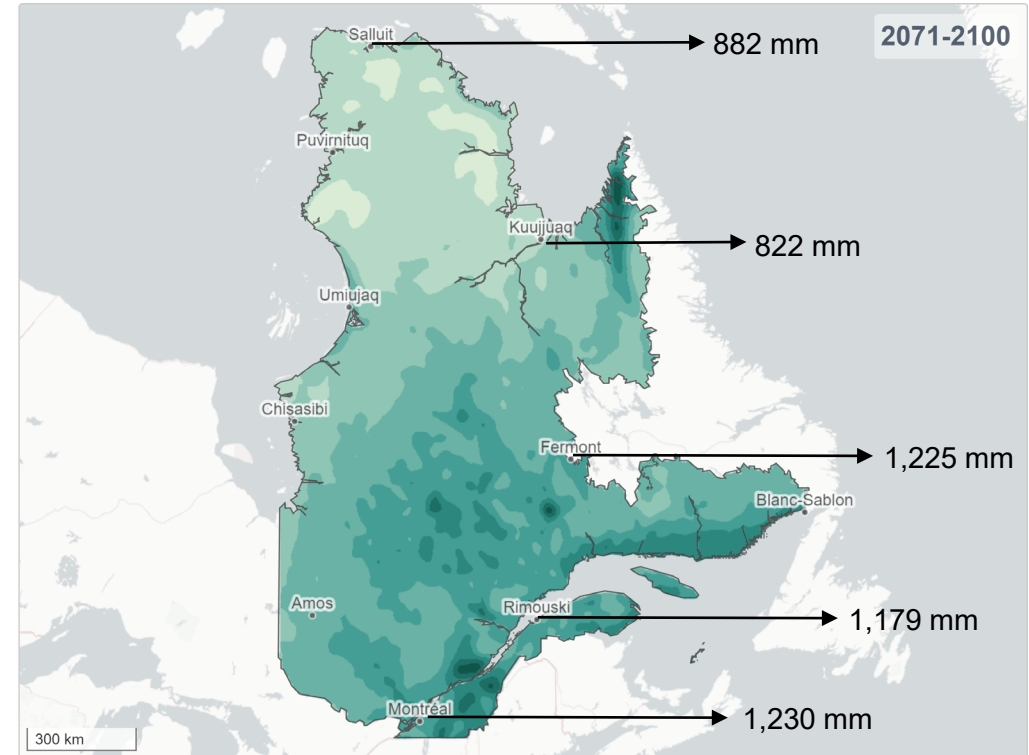 Salluit
882 mm
2071-2100
Puvirnituq
Kuujjuaq
822 mm
Umiujaq
Chisasibi
Fermont
1,225 mm
Blanc-Sablon
Amos
Rimouski
1,179 mm
Montréal
1,230 mm
300 km